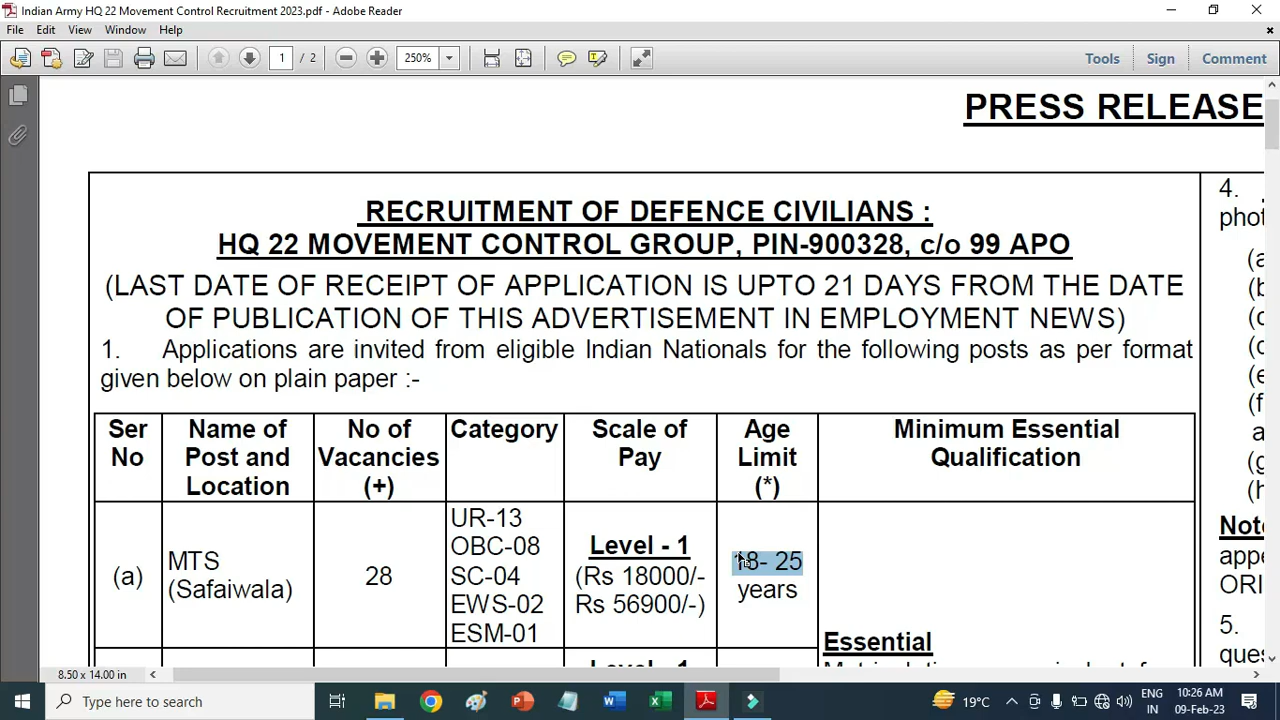 Indian Army HQ 22 Movement Control Recruitment 2023.pdf - Adobe Reader
File Edit View Window Help
1 / 2 250% Tools Sign Comment
PRESS RELEASE
RECRUITMENT OF DEFENCE CIVILIANS :
HQ 22 MOVEMENT CONTROL GROUP, PIN-900328, c/o 99 APO
(LAST DATE OF RECEIPT OF APPLICATION IS UPTO 21 DAYS FROM THE DATE
OF PUBLICATION OF THIS ADVERTISEMENT IN EMPLOYMENT NEWS)
1. Applications are invited from eligible Indian Nationals for the following posts as per format
given below on plain paper :-
Ser No
Name of Post and Location
No of Vacancies (+)
Category
Scale of Pay
Age Limit (*)
Minimum Essential Qualification
(a)
MTS
(Safaiwala)
28
UR-13
OBC-08
SC-04
EWS-02
ESM-01
Level - 1
(Rs 18000/-
Rs 56900/-)
18- 25
years
Essential
Level - 1
4.
phot
(g
(h
Note
appe
ORI
5.
ques
8.50 x 14.00 in
Type here to search
19°C
ENG
IN
10:26 AM
09-Feb-23